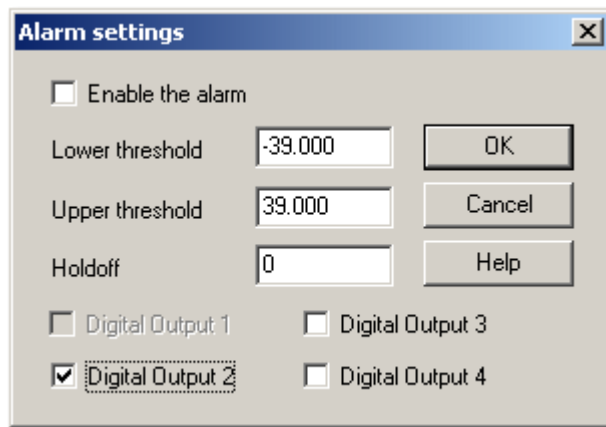 Alarm settings
Enable the alarm
Lower threshold -39.000 OK
Upper threshold 39.000 Cancel
Holdoff 0 Help
Digital Output 1 Digital Output 3
Digital Output 2 Digital Output 4